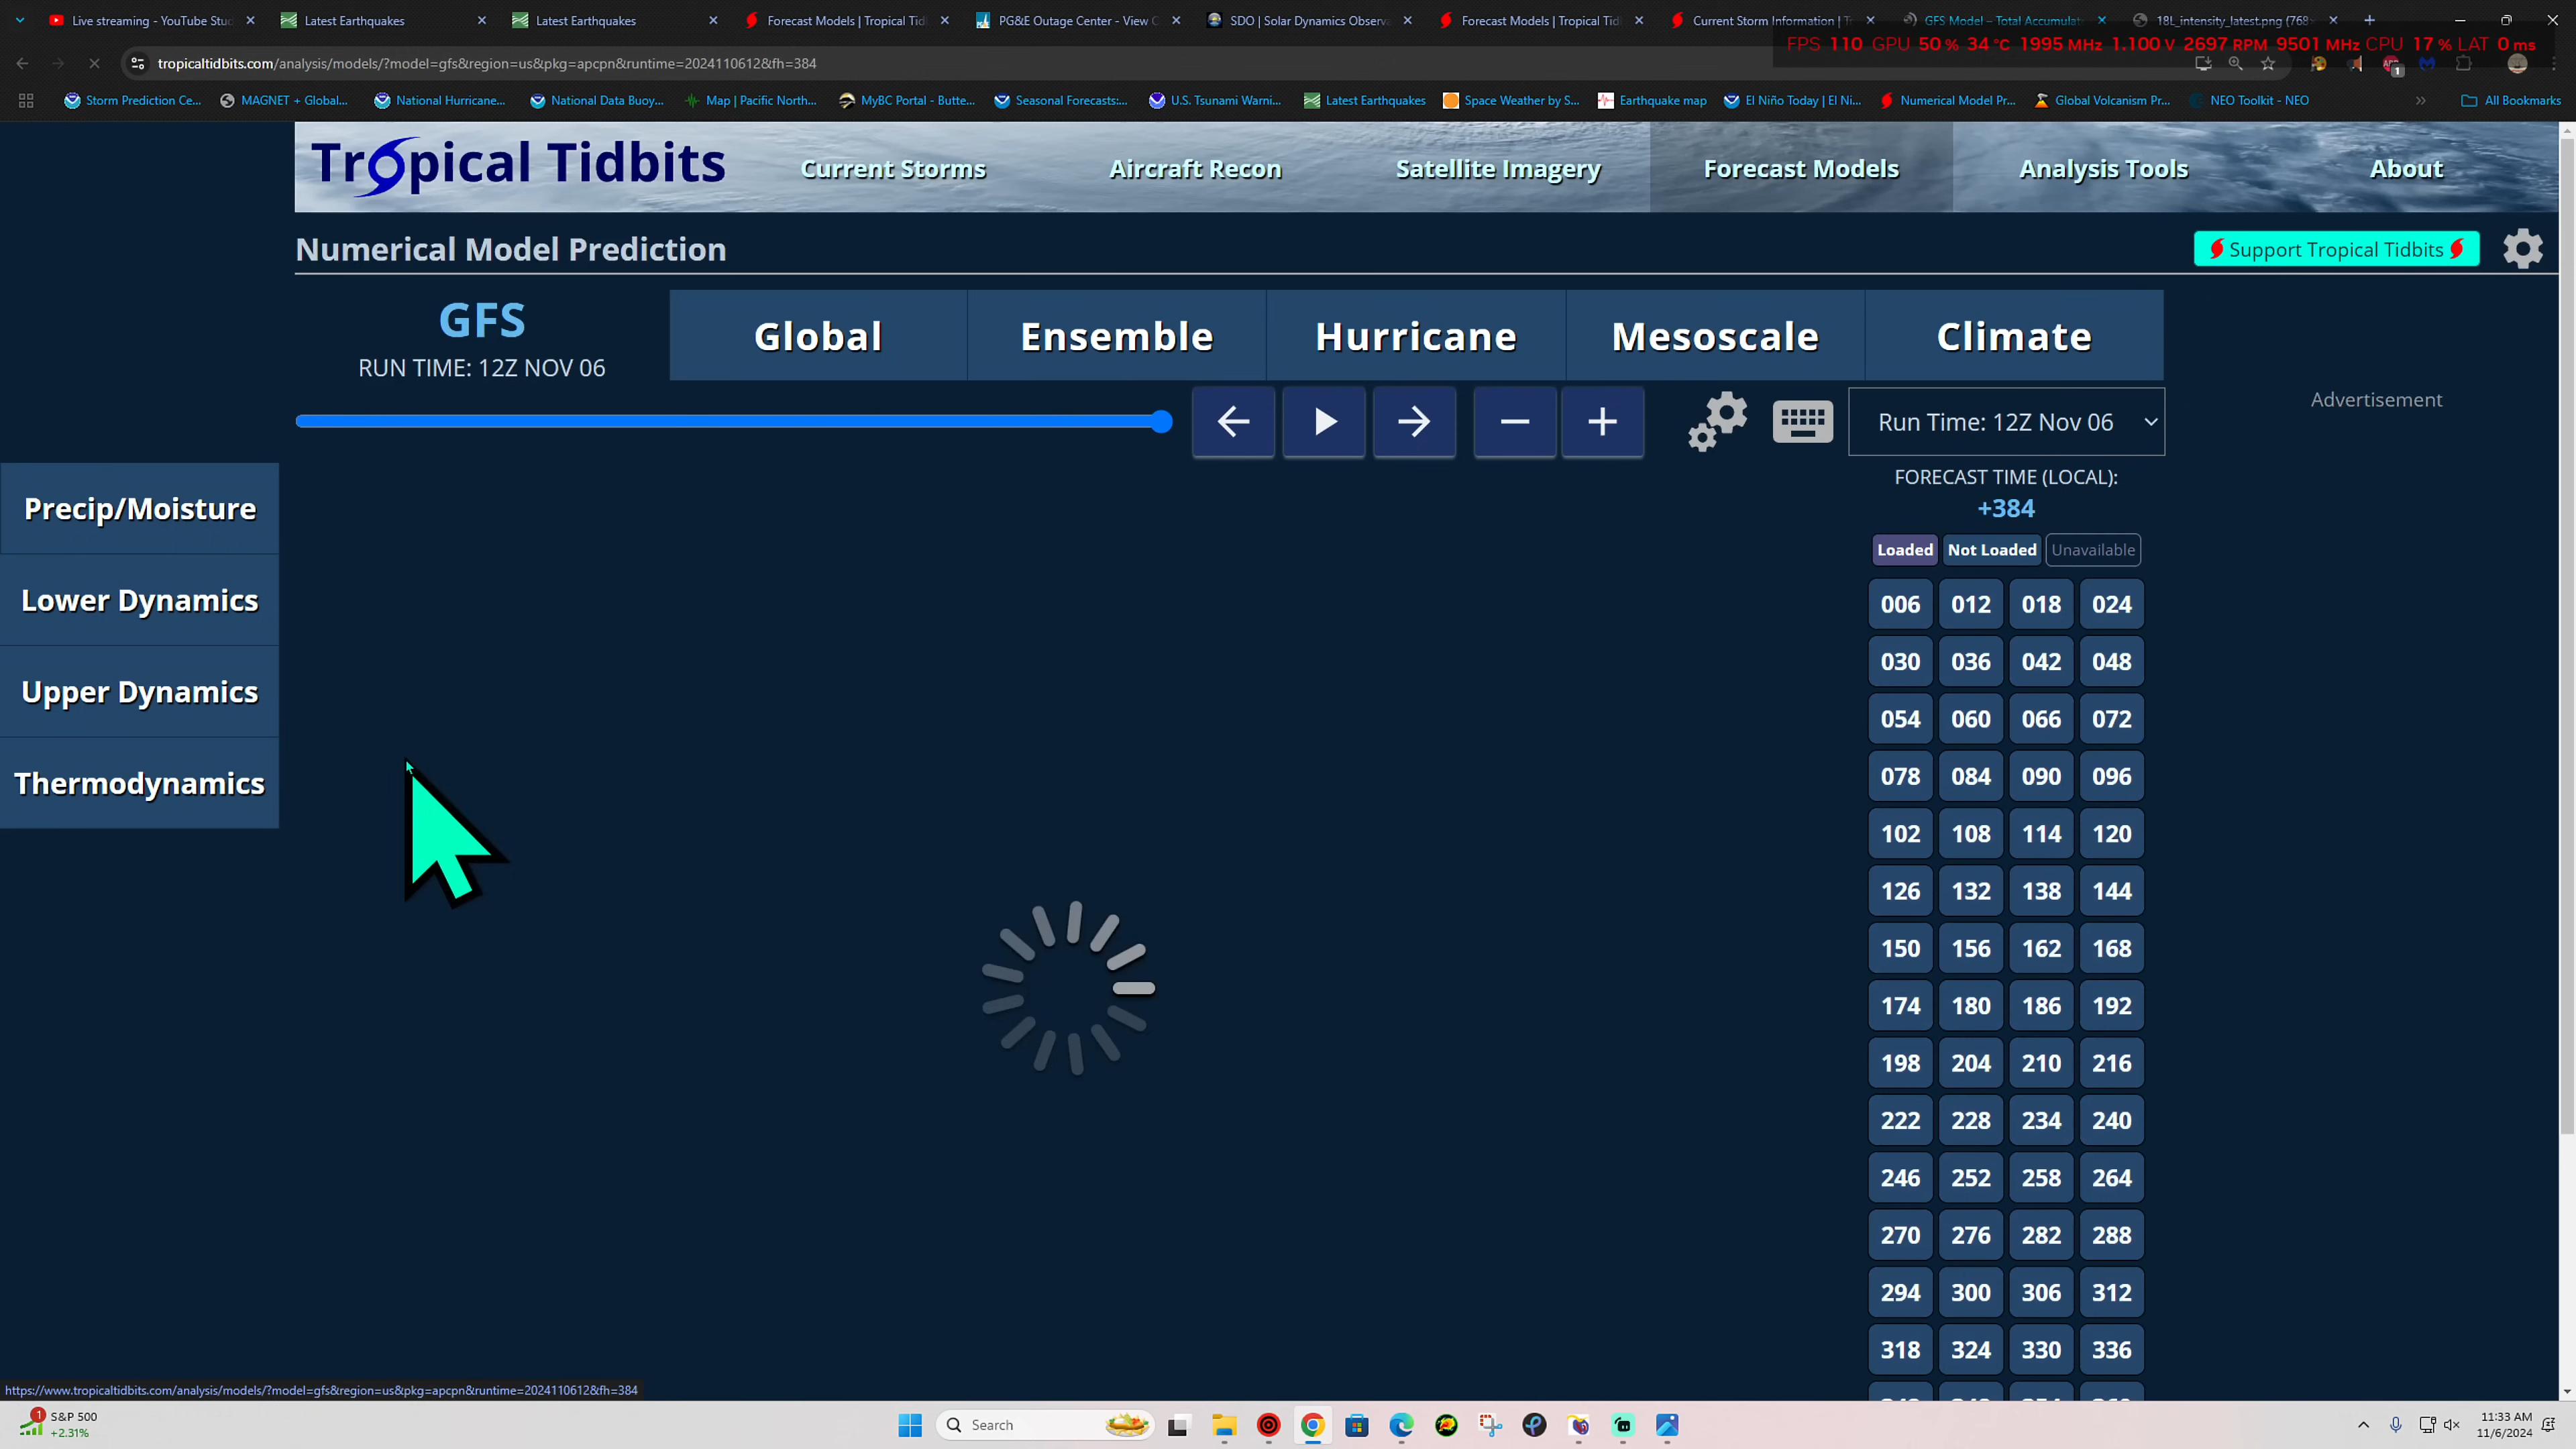 Live streaming - YouTube Stud
Latest Earthquakes
Latest Earthquakes
Forecast Models | Tropical Tid
PG&E Outage Center - View C
SDO | Solar Dynamics Observa
Forecast Models | Tropical Tid
Current Storm Information | T
GFS Model – Total Accumulat
18L_intensity_latest.png (768
FPS 110 GPU 50 % 34 °C 1995 MHz 1.100 V 2697 RPM 9501 MHz CPU 17 % LAT 0 ms
tropicaltidbits.com/analysis/models/?model=gfs&region=us&pkg=apcpn&runtime=2024110612&fh=384
1
Storm Prediction Ce...
MAGNET + Global...
National Hurricane...
National Data Buoy...
Map | Pacific North...
MyBC Portal - Butte...
Seasonal Forecasts:...
U.S. Tsunami Warni...
Latest Earthquakes
Space Weather by S...
Earthquake map
El Niño Today | El Ni...
Numerical Model Pr...
Global Volcanism Pr...
NEO Toolkit - NEO
All Bookmarks
Tropical Tidbits
Current Storms
Aircraft Recon
Satellite Imagery
Forecast Models
Analysis Tools
About
Numerical Model Prediction
Support Tropical Tidbits
GFS
RUN TIME: 12Z NOV 06
Global
Ensemble
Hurricane
Mesoscale
Climate
Run Time: 12Z Nov 06
Advertisement
FORECAST TIME (LOCAL):
+384
Loaded Not Loaded Unavailable
Precip/Moisture
Lower Dynamics
Upper Dynamics
Thermodynamics
006 012 018 024
030 036 042 048
054 060 066 072
078 084 090 096
102 108 114 120
126 132 138 144
150 156 162 168
174 180 186 192
198 204 210 216
222 228 234 240
246 252 258 264
270 276 282 288
294 300 306 312
318 324 330 336
https://www.tropicaltidbits.com/analysis/models/?model=gfs&region=us&pkg=apcpn&runtime=2024110612&fh=384
1
S&P 500
+2.31%
Search
11:33 AM
11/6/2024